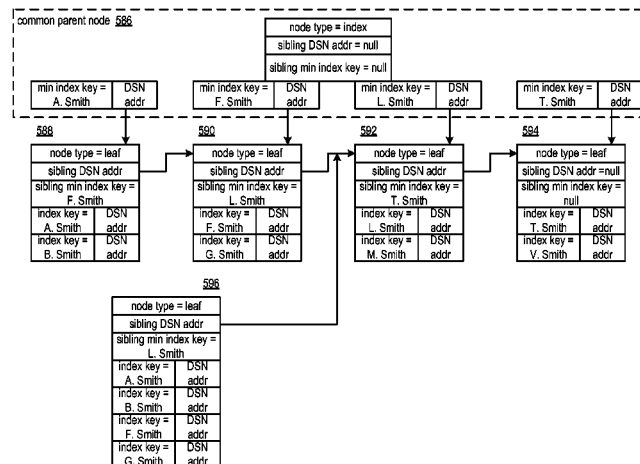 common parent node 586
node type = index
sibling DSN addr = null
sibling min index key = null
min index key =
A. Smith
DSN
addr
min index key =
F. Smith
DSN
addr
min index key =
L. Smith
DSN
addr
min index key =
T. Smith
DSN
addr
588
node type = leaf
sibling DSN addr
sibling min index key =
F. Smith
index key =
A. Smith
DSN
addr
index key =
B. Smith
DSN
addr
590
node type = leaf
sibling DSN addr
sibling min index key =
L. Smith
index key =
F. Smith
DSN
addr
index key =
G. Smith
DSN
addr
592
node type = leaf
sibling DSN addr
sibling min index key =
T. Smith
index key =
L. Smith
DSN
addr
index key =
M. Smith
DSN
addr
594
node type = leaf
sibling DSN addr =null
sibling min index key =
null
index key =
T. Smith
DSN
addr
index key =
V. Smith
DSN
addr
596
node type = leaf
sibling DSN addr
sibling min index key =
L. Smith
index key =
A. Smith
DSN
addr
index key =
B. Smith
DSN
addr
index key =
F. Smith
DSN
addr
index key =
G. Smith
DSN
addr